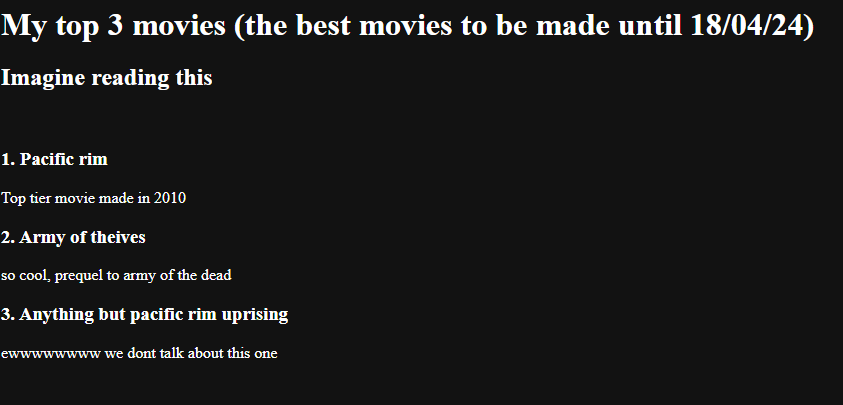 My top 3 movies (the best movies to be made until 18/04/24)
Imagine reading this
1. Pacific rim
Top tier movie made in 2010
2. Army of theives
so cool, prequel to army of the dead
3. Anything but pacific rim uprising
ewwwwwwww we dont talk about this one